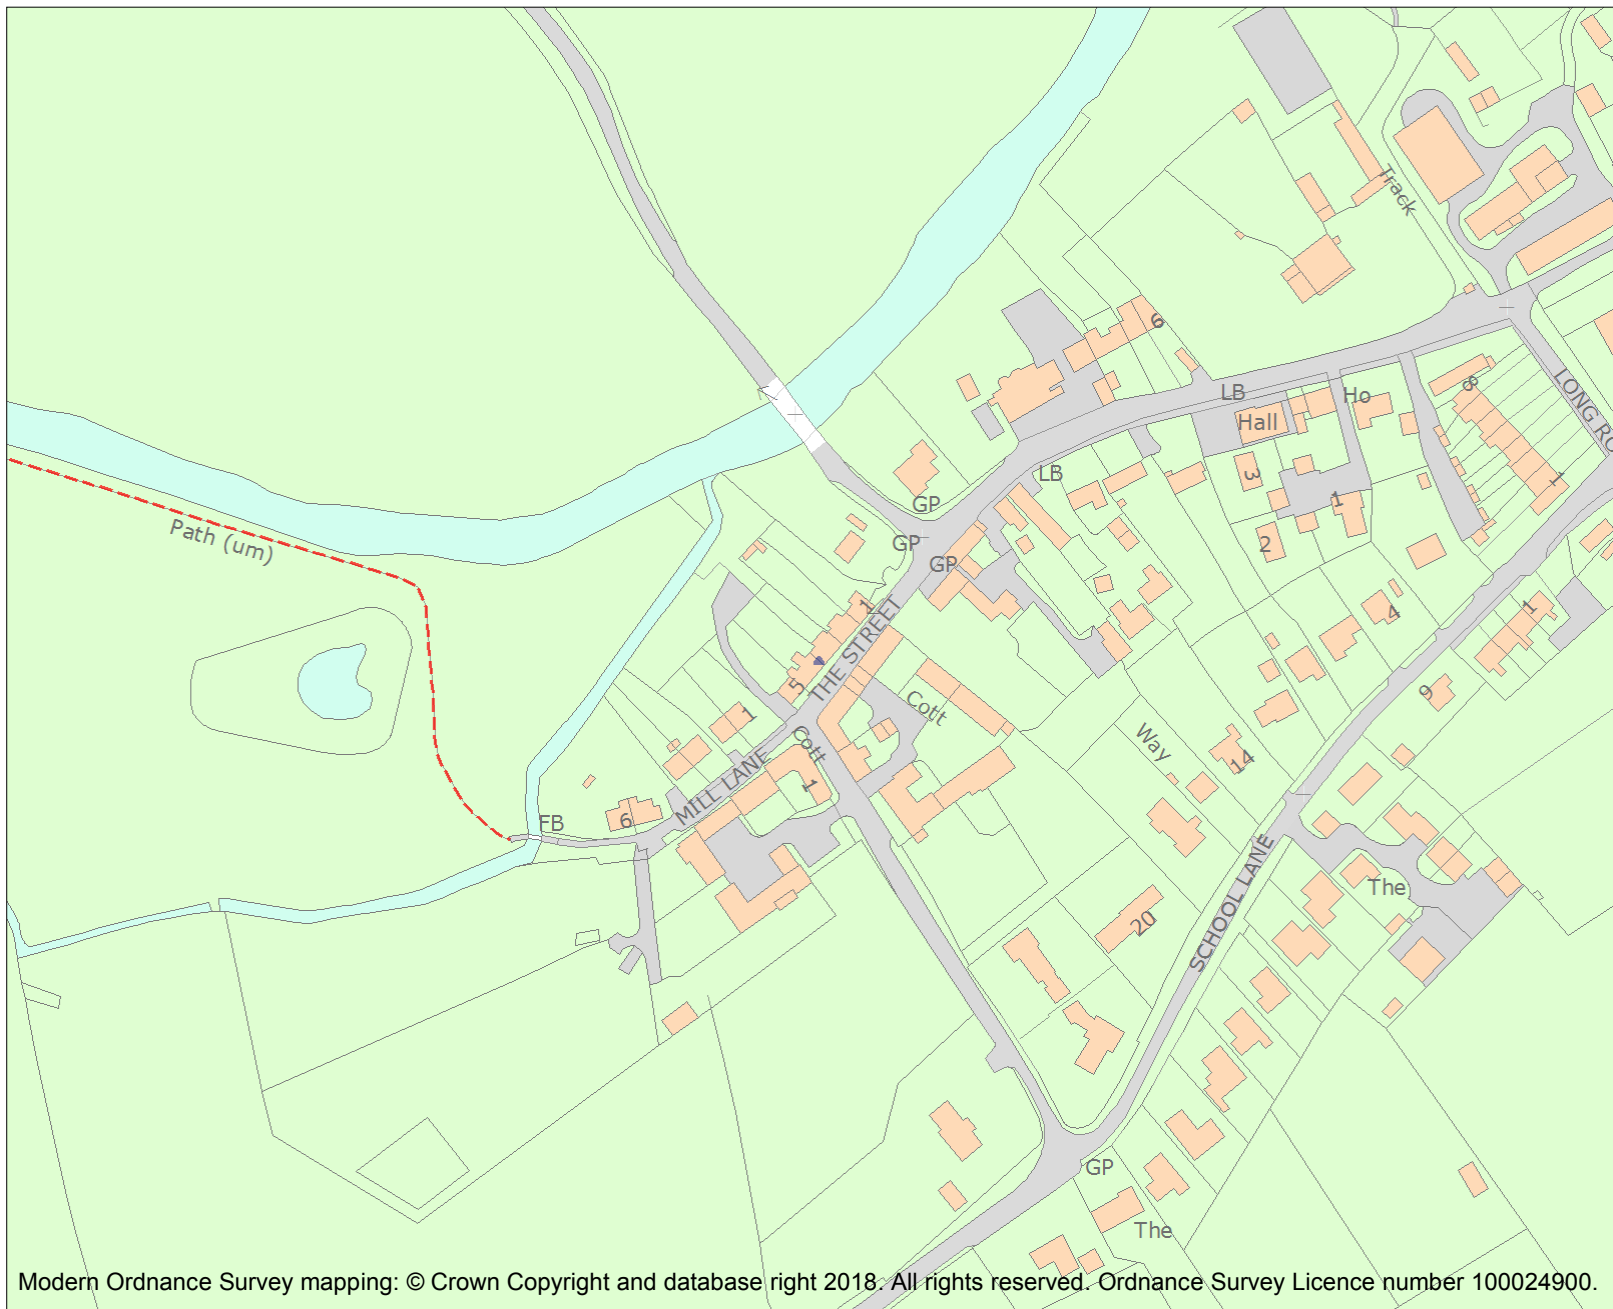 Track
6
LB
Ho
8
LONG RO
Hall
LB
3
1
1
GP
GP
GP
2
Path (um)
1
THE STREET
4
1
5
Cott
9
1
Cott
Way
14
MILL LANE
1
6
FB
SCHOOL LANE
The
20
GP
The
Modern Ordnance Survey mapping: © Crown Copyright and database right 2018. All rights reserved. Ordnance Survey Licence number 100024900.